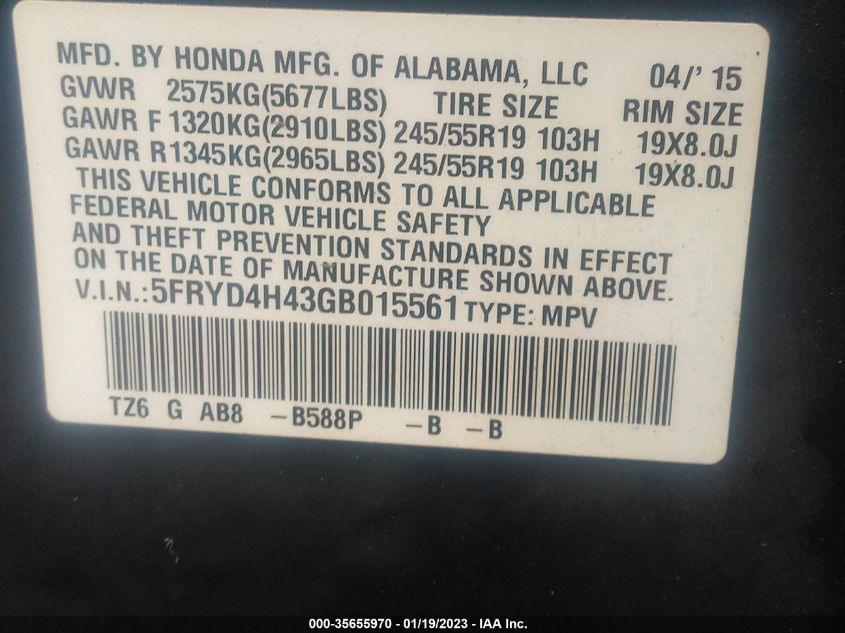 MFD. BY HONDA MFG. OF ALABAMA, LLC 04/' 15
GVWR 2575KG(5677LBS) TIRE SIZE RIM SIZE
GAWR F 1320KG(2910LBS) 245/55R19 103H 19X8.0J
GAWR R1345KG(2965LBS) 245/55R19 103H 19X8.0J
THIS VEHICLE CONFORMS TO ALL APPLICABLE
FEDERAL MOTOR VEHICLE SAFETY
AND THEFT PREVENTION STANDARDS IN EFFECT
ON THE DATE OF MANUFACTURE SHOWN ABOVE.
V.I.N.:5FRYD4H43GB015561 TYPE: MPV
TZ6 G AB8 -B588P -B -B
000-35655970 - 01/19/2023 - IAA Inc.